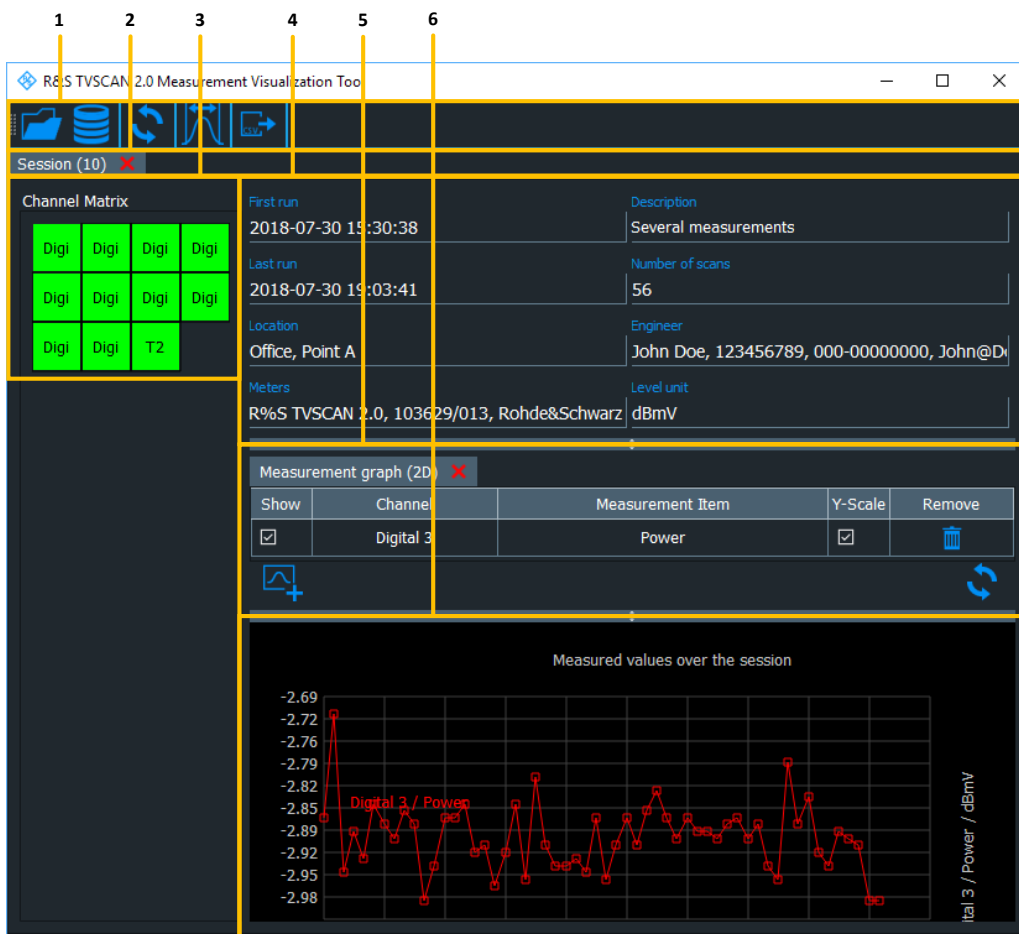 1 2 3 4 5 6
R&S TVSCAN 2.0 Measurement Visualization Tool
CSV
Session (10)
Channel Matrix
Digi Digi Digi Digi
Digi Digi Digi Digi
Digi Digi T2
First run
Description
2018-07-30 15:30:38
Several measurements
Last run
Number of scans
2018-07-30 19:03:41
56
Location
Engineer
Office, Point A
John Doe, 123456789, 000-00000000, John@D
Meters
Level unit
R%S TVSCAN 2.0, 103629/013, Rohde&Schwarz
dBmV
Measurement graph (2D)
Show Channel Measurement Item Y-Scale Remove
Digital 3 Power
Measured values over the session
-2.69
-2.72
-2.76
-2.79
-2.82
-2.85
-2.89
-2.92
-2.95
-2.98
Digital 3 / Power
ital 3 / Power / dBmV